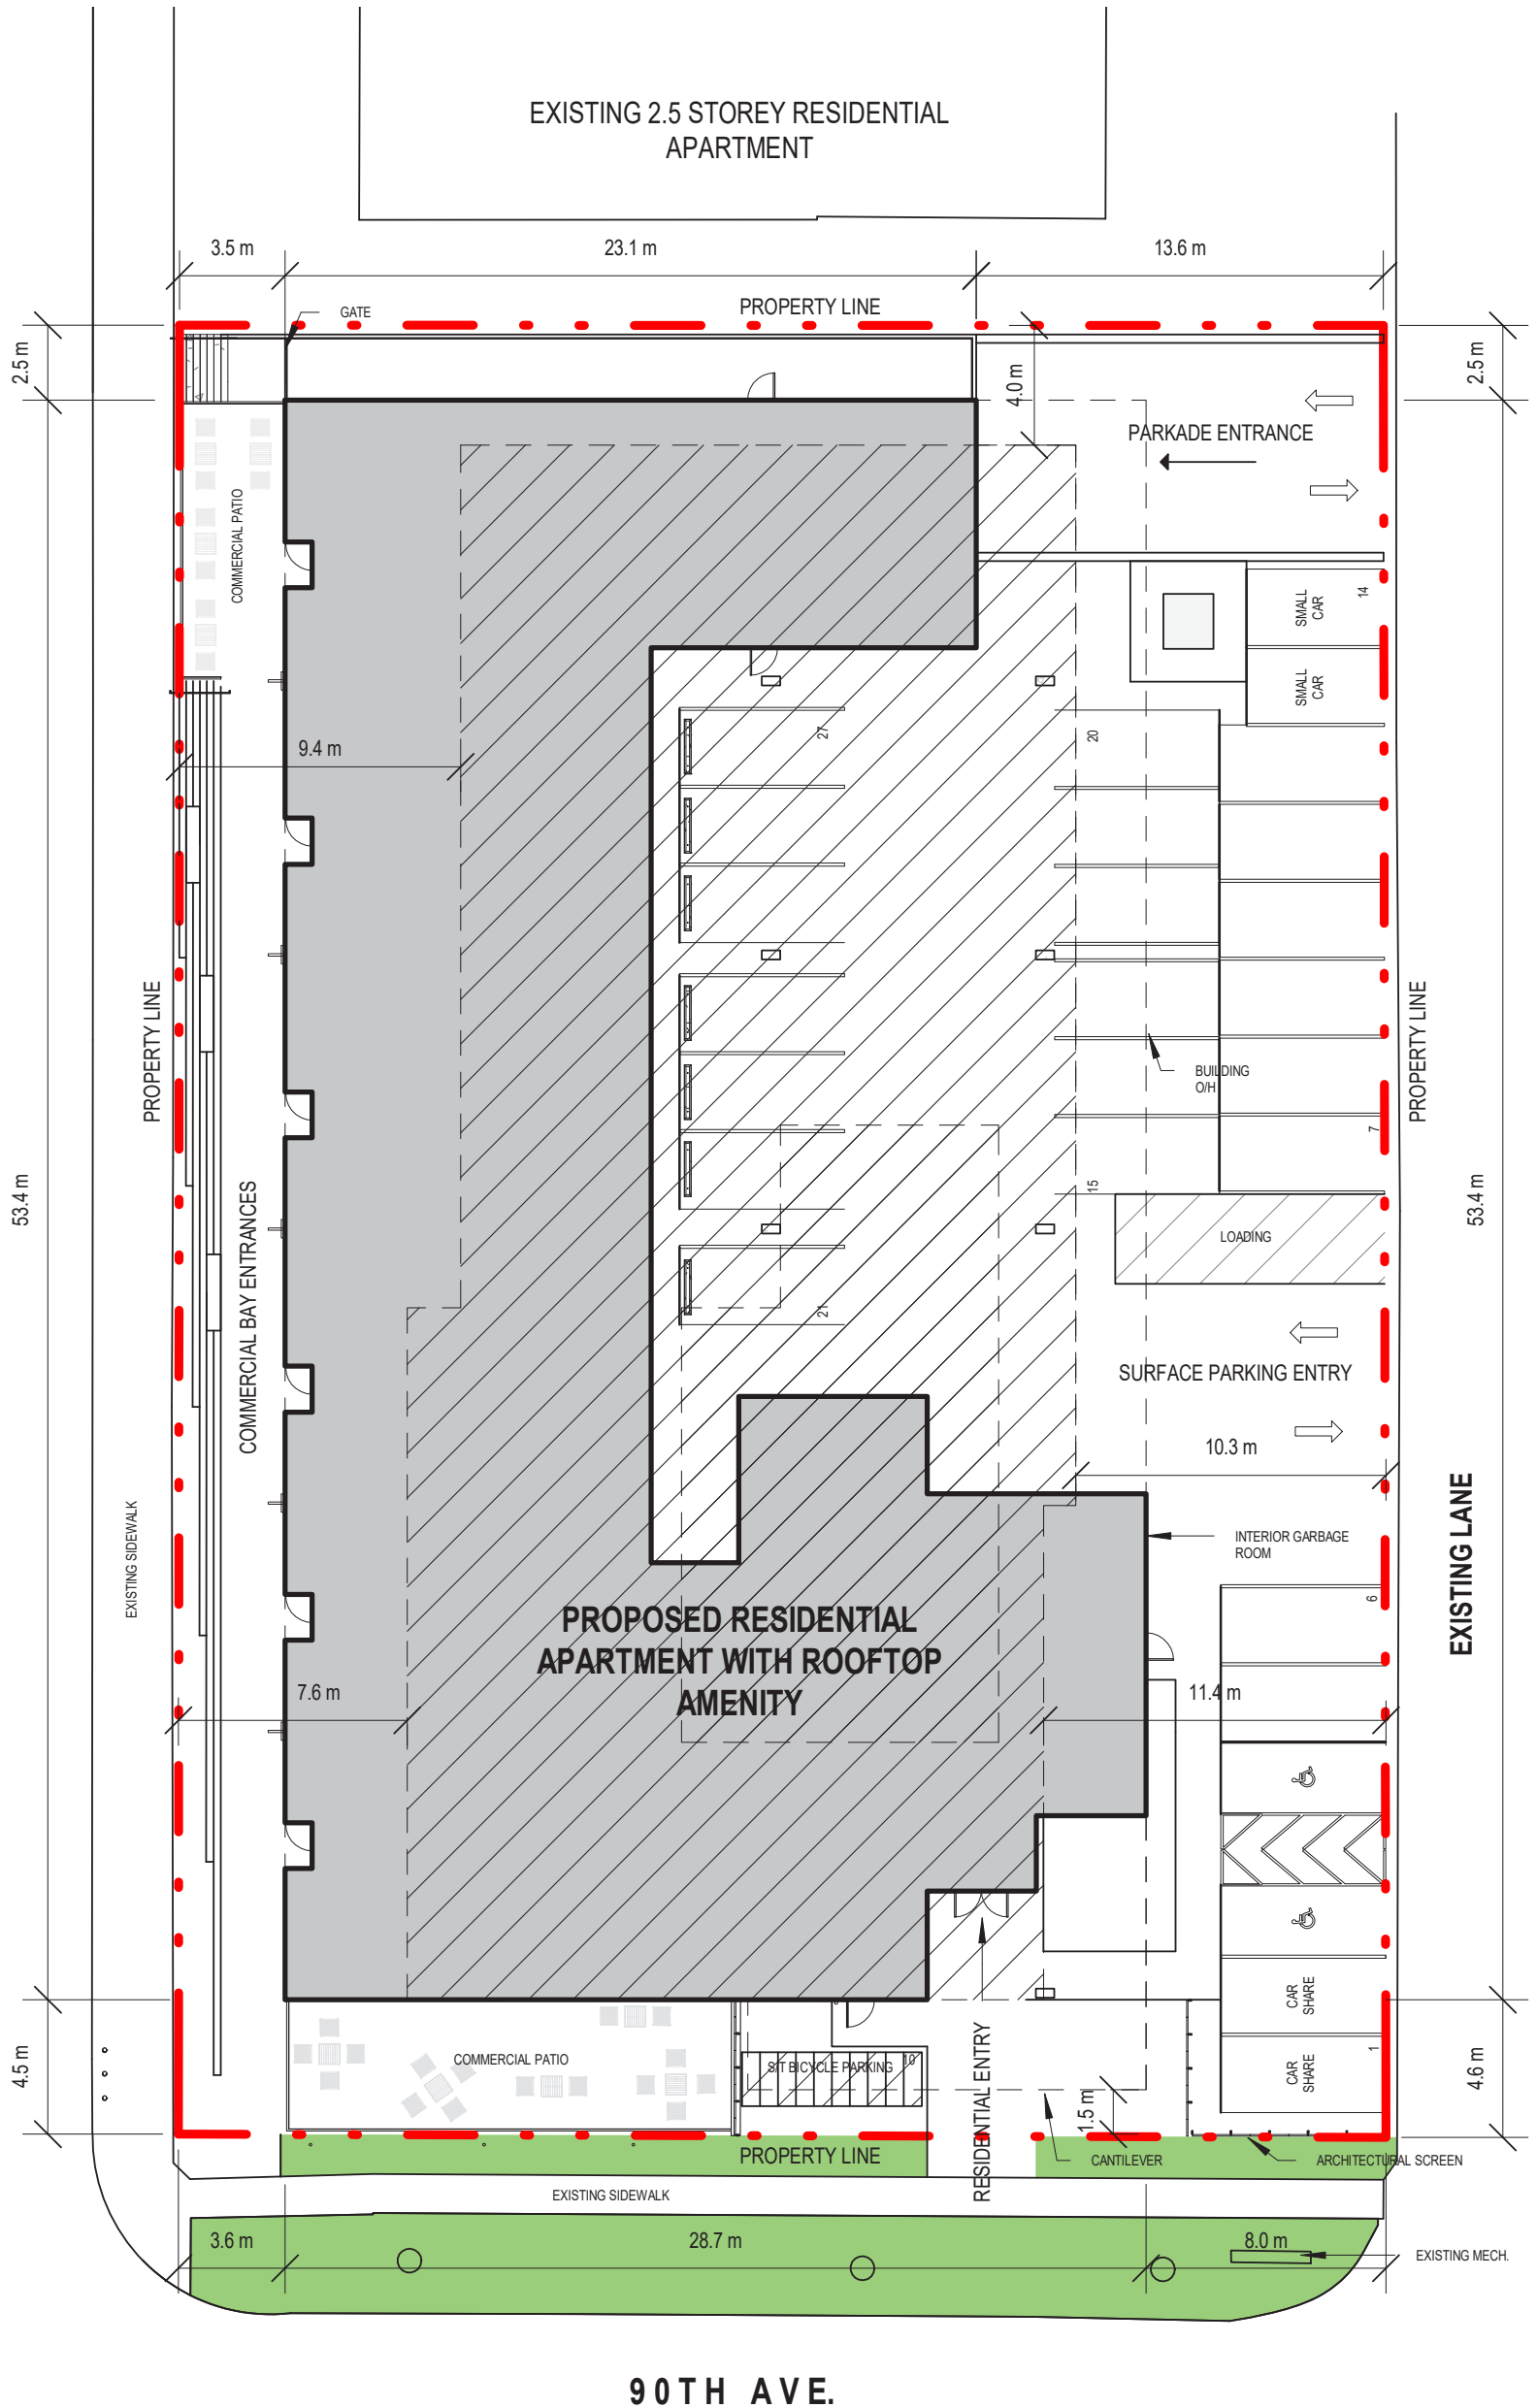 EXISTING 2.5 STOREY RESIDENTIAL
APARTMENT
3.5 m
23.1 m
13.6 m
PROPERTY LINE
GATE
2.5 m
2.5 m
4.0 m
PARKADE ENTRANCE
COMMERCIAL PATIO
SMALL
CAR
14
SMALL
CAR
9.4 m
27
20
PROPERTY LINE
PROPERTY LINE
BUILDING
O/H
7
53.4 m
53.4 m
COMMERCIAL BAY ENTRANCES
15
LOADING
21
SURFACE PARKING ENTRY
10.3 m
EXISTING SIDEWALK
EXISTING LANE
INTERIOR GARBAGE
ROOM
6
PROPOSED RESIDENTIAL
APARTMENT WITH ROOFTOP
AMENITY
7.6 m
11.4 m
CAR
SHARE
4.5 m
COMMERCIAL PATIO
S/T BICYCLE PARKING
10
RESIDENTIAL ENTRY
1.5 m
CAR
SHARE
1
4.6 m
PROPERTY LINE
CANTILEVER
ARCHITECTURAL SCREEN
EXISTING SIDEWALK
3.6 m
28.7 m
8.0 m
EXISTING MECH.
90TH AVE.